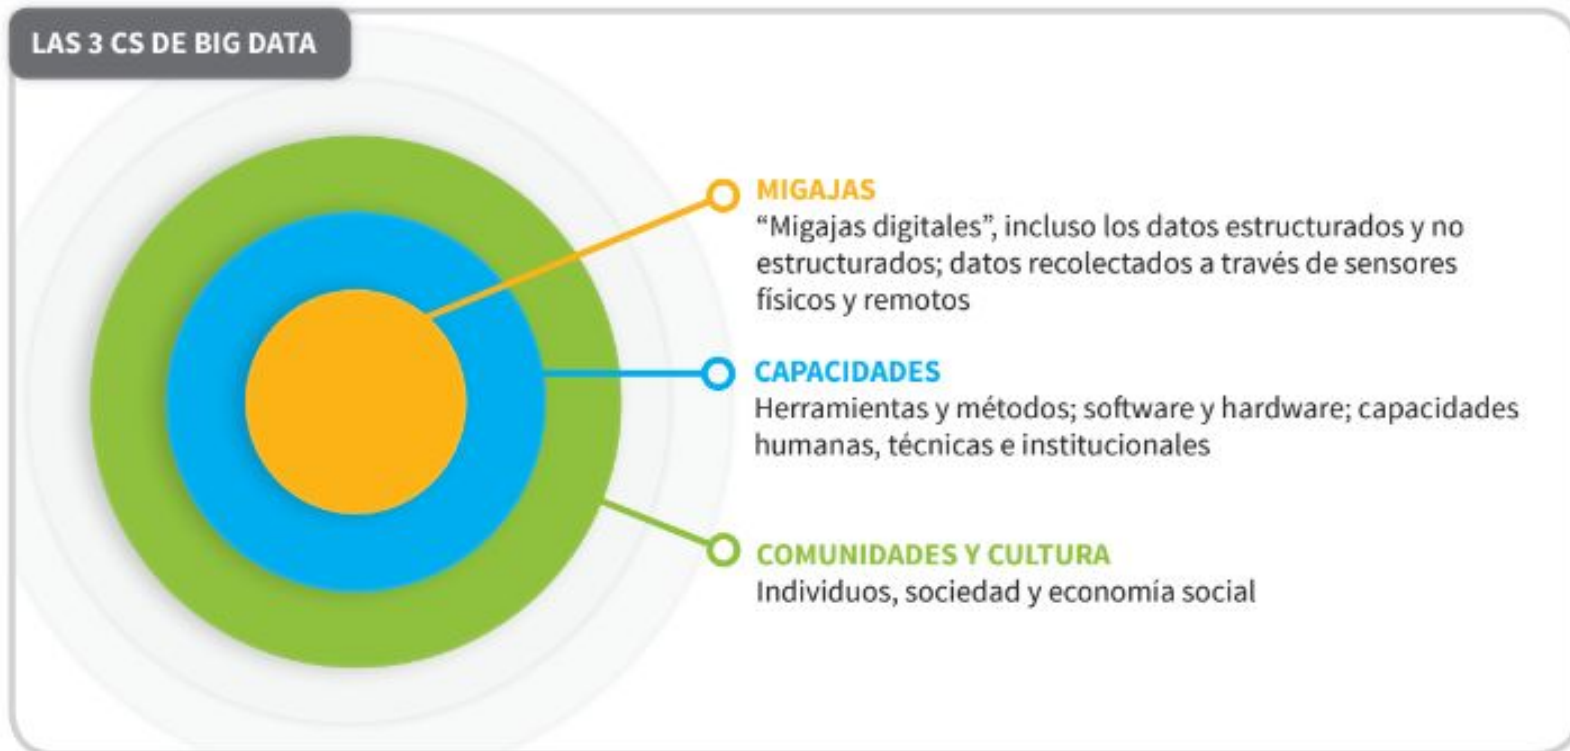 LAS 3 CS DE BIG DATA
MIGAJAS
“Migajas digitales”, incluso los datos estructurados y no
estructurados; datos recolectados a través de sensores
físicos y remotos
CAPACIDADES
Herramientas y métodos; software y hardware; capacidades
humanas, técnicas e institucionales
COMUNIDADES Y CULTURA
Individuos, sociedad y economía social